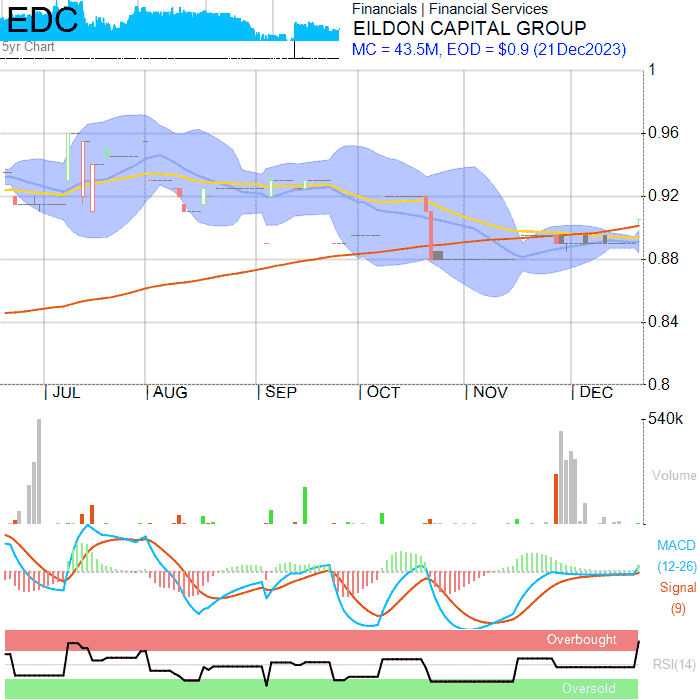 EDC
5yr Chart
Financials | Financial Services
EILDON CAPITAL GROUP
MC = 43.5M, EOD = $0.9 (21Dec2023)
1
0.96
0.92
0.88
0.84
0.8
JUL AUG SEP OCT NOV DEC
540k
Volume
MACD
(12-26)
Signal
(9)
Overbought
RSI(14)
Oversold